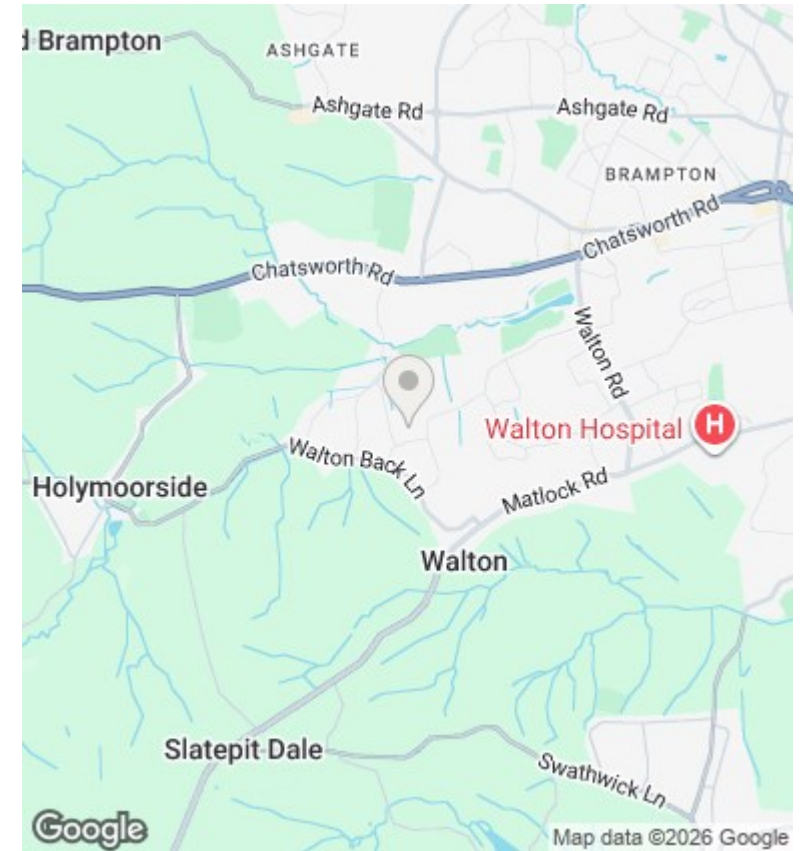 d Brampton
ASHGATE
Ashgate Rd
Ashgate Rd
BRAMPTON
Chatsworth Rd
Chatsworth Rd
Walton Rd
Walton Hospital
H
Walton Back Ln
Holymoorside
Matlock Rd
Walton
Slatepit Dale
Swathwick Ln
Google
Map data ©2026 Google